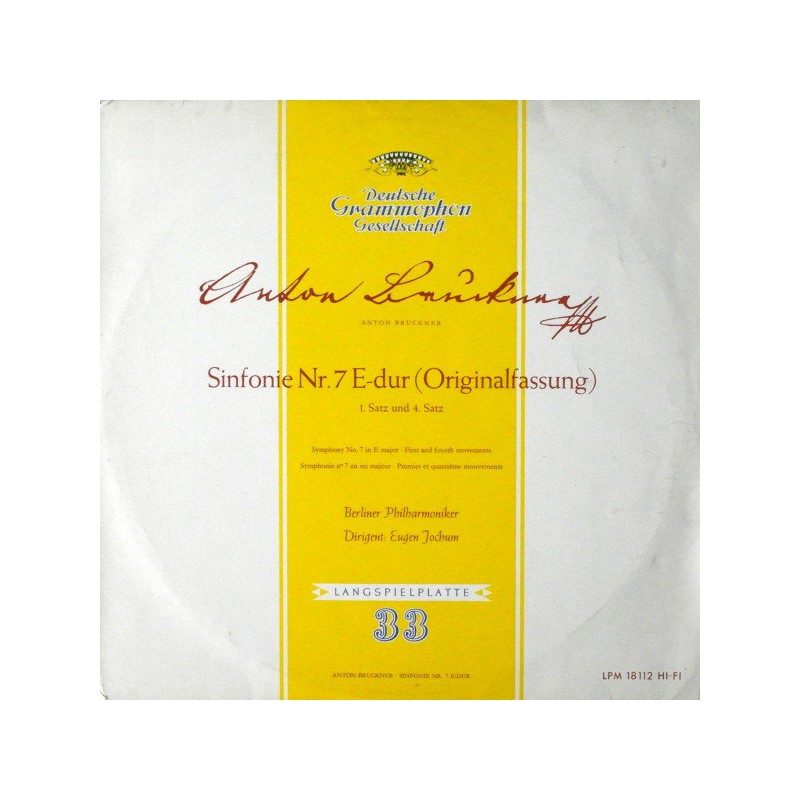 Deutsche
Grammophon
Gesellschaft
Anton Bruckner
ANTON BRUCKNER
Sinfonie Nr. 7 E-dur (Originalfassung)
1. Satz und 4. Satz
Symphony No. 7 in E major · First and fourth movements
Symphonie nº 7 en mi majeur · Premier et quatrième mouvements
Berliner Philharmoniker
Dirigent: Eugen Jochum
LANGSPIELPLATTE
33
ANTON BRUCKNER · SINFONIE NR. 7 E-DUR
LPM 18112 HI-FI